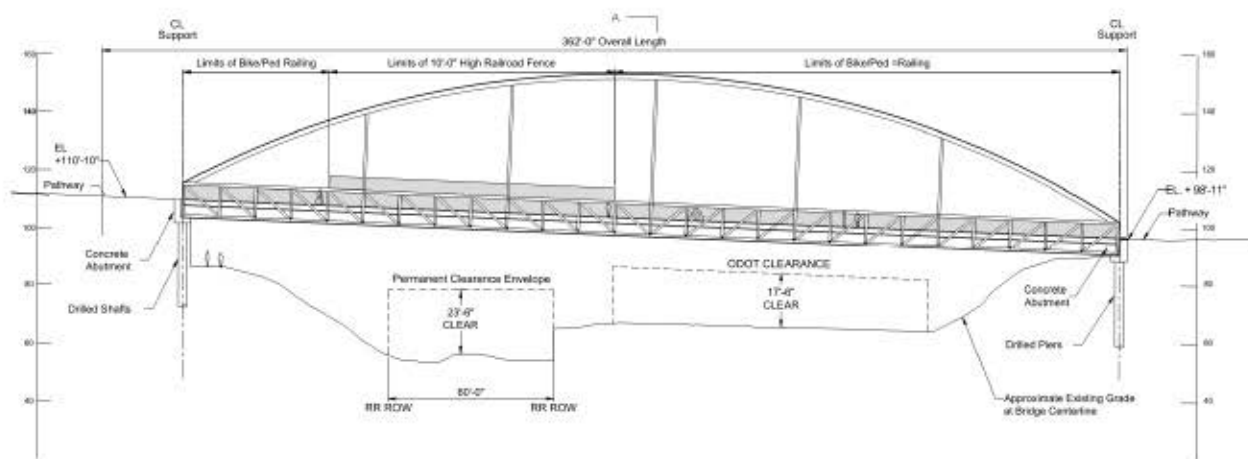 A
CL
Support
CL
Support
362'-0" Overall Length
Limits of Bike/Ped Railing
Limits of 10'-0" High Railroad Fence
Limits of Bike/Ped =Railing
160
160
140
140
EL
+110'-10"
120
120
Pathway
EL. + 98'-11"
Pathway
100
100
Concrete
Abutment
ODOT CLEARANCE
Permanent Clearance Envelope
17'-6"
CLEAR
Concrete
Abutment
80
80
Drilled Shafts
23'-6"
CLEAR
Drilled Piers
60
60
60'-0"
Approximate Existing Grade
at Bridge Centerline
40
40
RR ROW
RR ROW